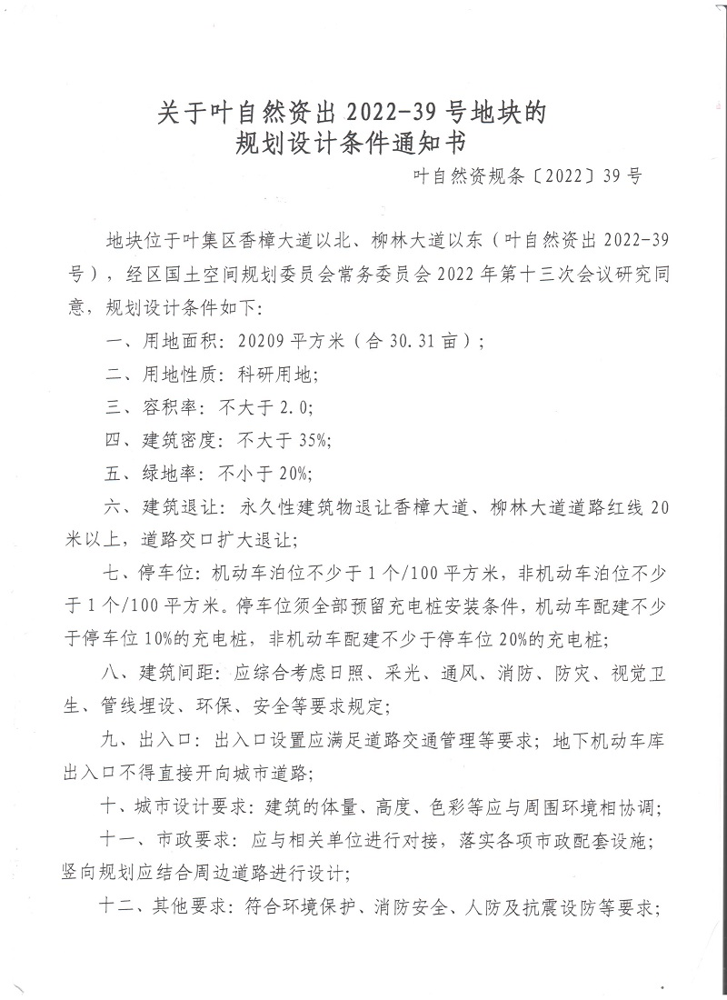 关于叶自然资出 2022-39 号地块的
规划设计条件通知书
叶自然资规条〔2022〕39 号
地块位于叶集区香樟大道以北、柳林大道以东（叶自然资出 2022-39
号），经区国土空间规划委员会常务委员会 2022 年第十三次会议研究同
意，规划设计条件如下：
一、用地面积：20209 平方米（合 30.31 亩）；
二、用地性质：科研用地；
三、容积率：不大于 2.0；
四、建筑密度：不大于 35%；
五、绿地率：不小于 20%；
六、建筑退让：永久性建筑物退让香樟大道、柳林大道道路红线 20
米以上，道路交口扩大退让；
七、停车位：机动车泊位不少于 1 个/100 平方米，非机动车泊位不少
于 1 个/100 平方米。停车位须全部预留充电桩安装条件，机动车配建不少
于停车位 10%的充电桩，非机动车配建不少于停车位 20%的充电桩；
八、建筑间距：应综合考虑日照、采光、通风、消防、防灾、视觉卫
生、管线埋设、环保、安全等要求规定；
九、出入口：出入口设置应满足道路交通管理等要求；地下机动车库
出入口不得直接开向城市道路；
十、城市设计要求：建筑的体量、高度、色彩等应与周围环境相协调；
十一、市政要求：应与相关单位进行对接，落实各项市政配套设施；
竖向规划应结合周边道路进行设计；
十二、其他要求：符合环境保护、消防安全、人防及抗震设防等要求；